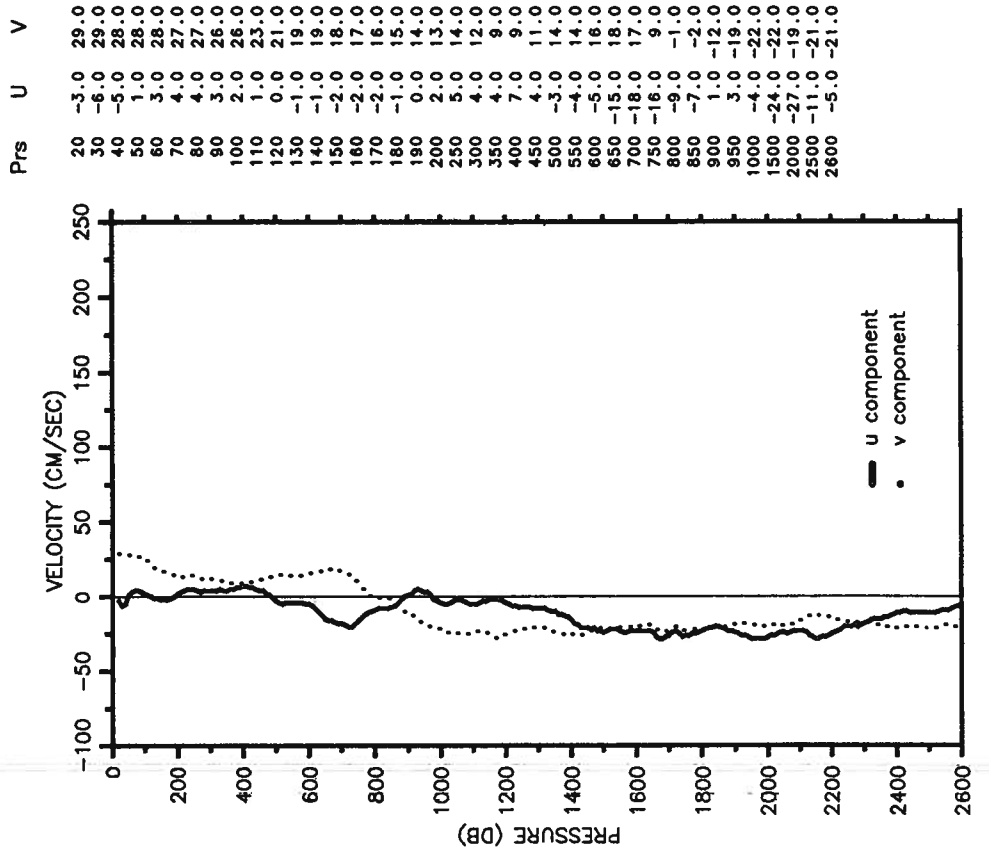 VELOCITY (CM/SEC)
-100 -50 0 50 100 150 200 250
PRESSURE (DB)
0
200
400
600
800
1000
1200
1400
1600
1800
2000
2200
2400
2600
u component
v component
Prs U V
20 -3.0 29.0
30 -6.0 29.0
40 -5.0 28.0
50 1.0 28.0
60 3.0 28.0
70 4.0 27.0
80 4.0 27.0
90 3.0 26.0
100 2.0 26.0
110 1.0 23.0
120 0.0 21.0
130 -1.0 19.0
140 -1.0 19.0
150 -2.0 18.0
160 -2.0 17.0
170 -2.0 16.0
180 -1.0 15.0
190 0.0 14.0
200 2.0 13.0
250 5.0 14.0
300 4.0 12.0
350 4.0 9.0
400 7.0 9.0
450 4.0 11.0
500 -3.0 14.0
550 -4.0 14.0
600 -5.0 16.0
650 -15.0 18.0
700 -18.0 17.0
750 -16.0 9.0
800 -9.0 -1.0
850 -7.0 -2.0
900 1.0 -12.0
950 3.0 -19.0
1000 -4.0 -22.0
1500 -24.0 -22.0
2000 -27.0 -19.0
2500 -11.0 -21.0
2600 -5.0 -21.0